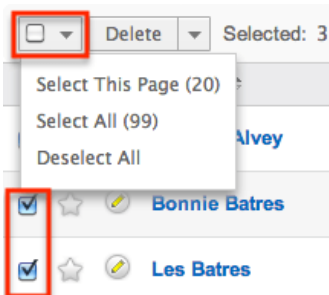 Delete Selected: 3
Select This Page (20)
Select All (99)
Alvey
Deselect All
Bonnie Batres
Les Batres